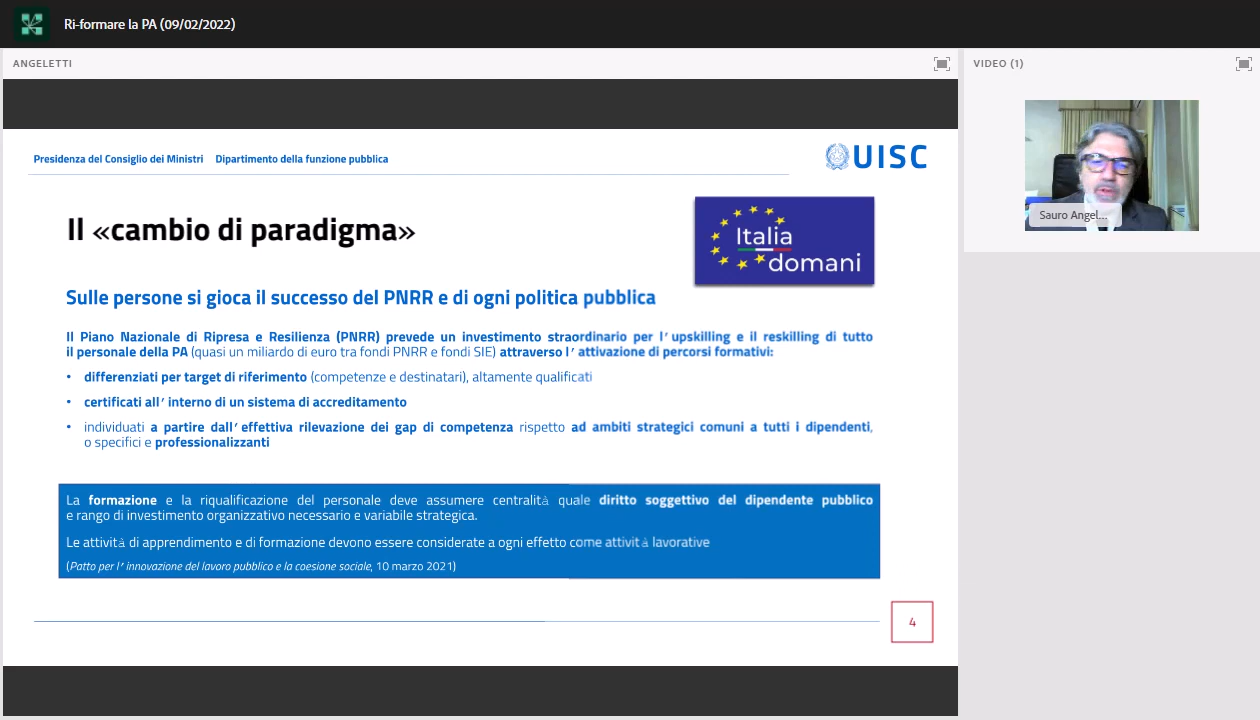 Ri-formare la PA (09/02/2022)
ANGELETTI
VIDEO (1)
Presidenza del Consiglio dei Ministri Dipartimento della funzione pubblica
UISC
Il «cambio di paradigma»
Italia
domani
Sulle persone si gioca il successo del PNRR e di ogni politica pubblica
Il Piano Nazionale di Ripresa e Resilienza (PNRR) prevede un investimento straordinario per l’upskilling e il reskilling di tutto
il personale della PA (quasi un miliardo di euro tra fondi PNRR e fondi SIE) attraverso l’attivazione di percorsi formativi:
• differenziati per target di riferimento (competenze e destinatari), altamente qualificati
• certificati all’interno di un sistema di accreditamento
• individuati a partire dall’effettiva rilevazione dei gap di competenza rispetto ad ambiti strategici comuni a tutti i dipendenti,
o specifici e professionalizzanti
La formazione e la riqualificazione del personale deve assumere centralità quale diritto soggettivo del dipendente pubblico
e rango di investimento organizzativo necessario e variabile strategica.
Le attività di apprendimento e di formazione devono essere considerate a ogni effetto come attività lavorative
(Patto per l’innovazione del lavoro pubblico e la coesione sociale, 10 marzo 2021)
4
Sauro Angel...